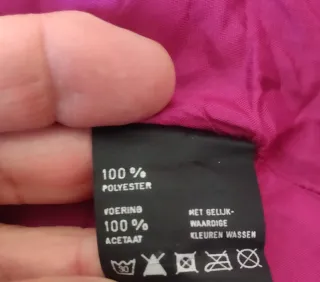 100 %
POLYESTER
VOERING
100 %
ACETAAT
MET GELIJK-
WAARDIGE
KLEUREN WASSEN